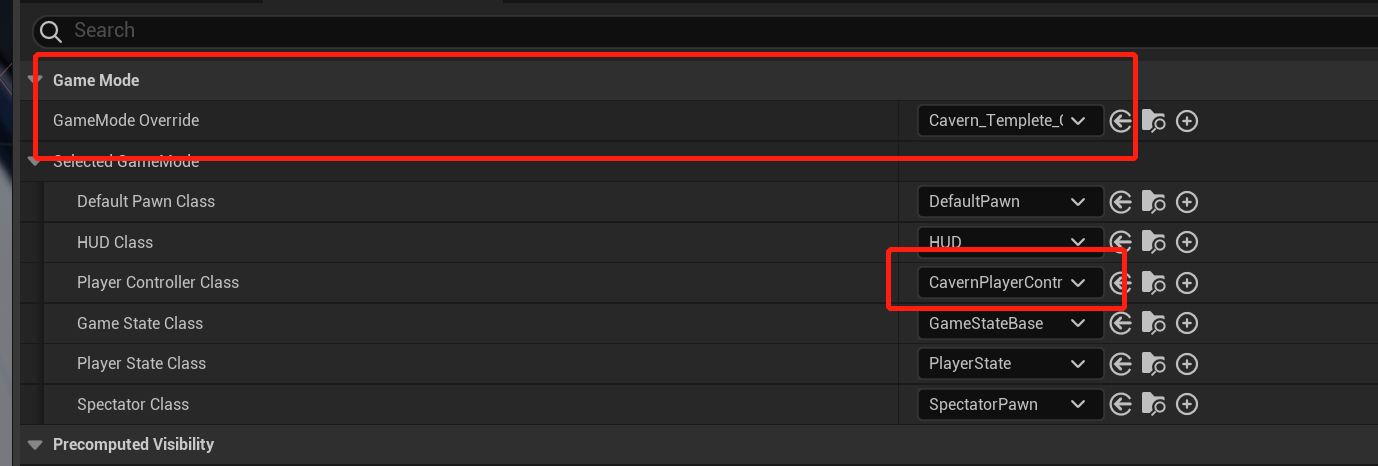 Search
Game Mode
GameMode Override Cavern_Templete_
Selected GameMode
Default Pawn Class DefaultPawn
HUD Class HUD
Player Controller Class CavernPlayerContr
Game State Class GameStateBase
Player State Class PlayerState
Spectator Class SpectatorPawn
Precomputed Visibility